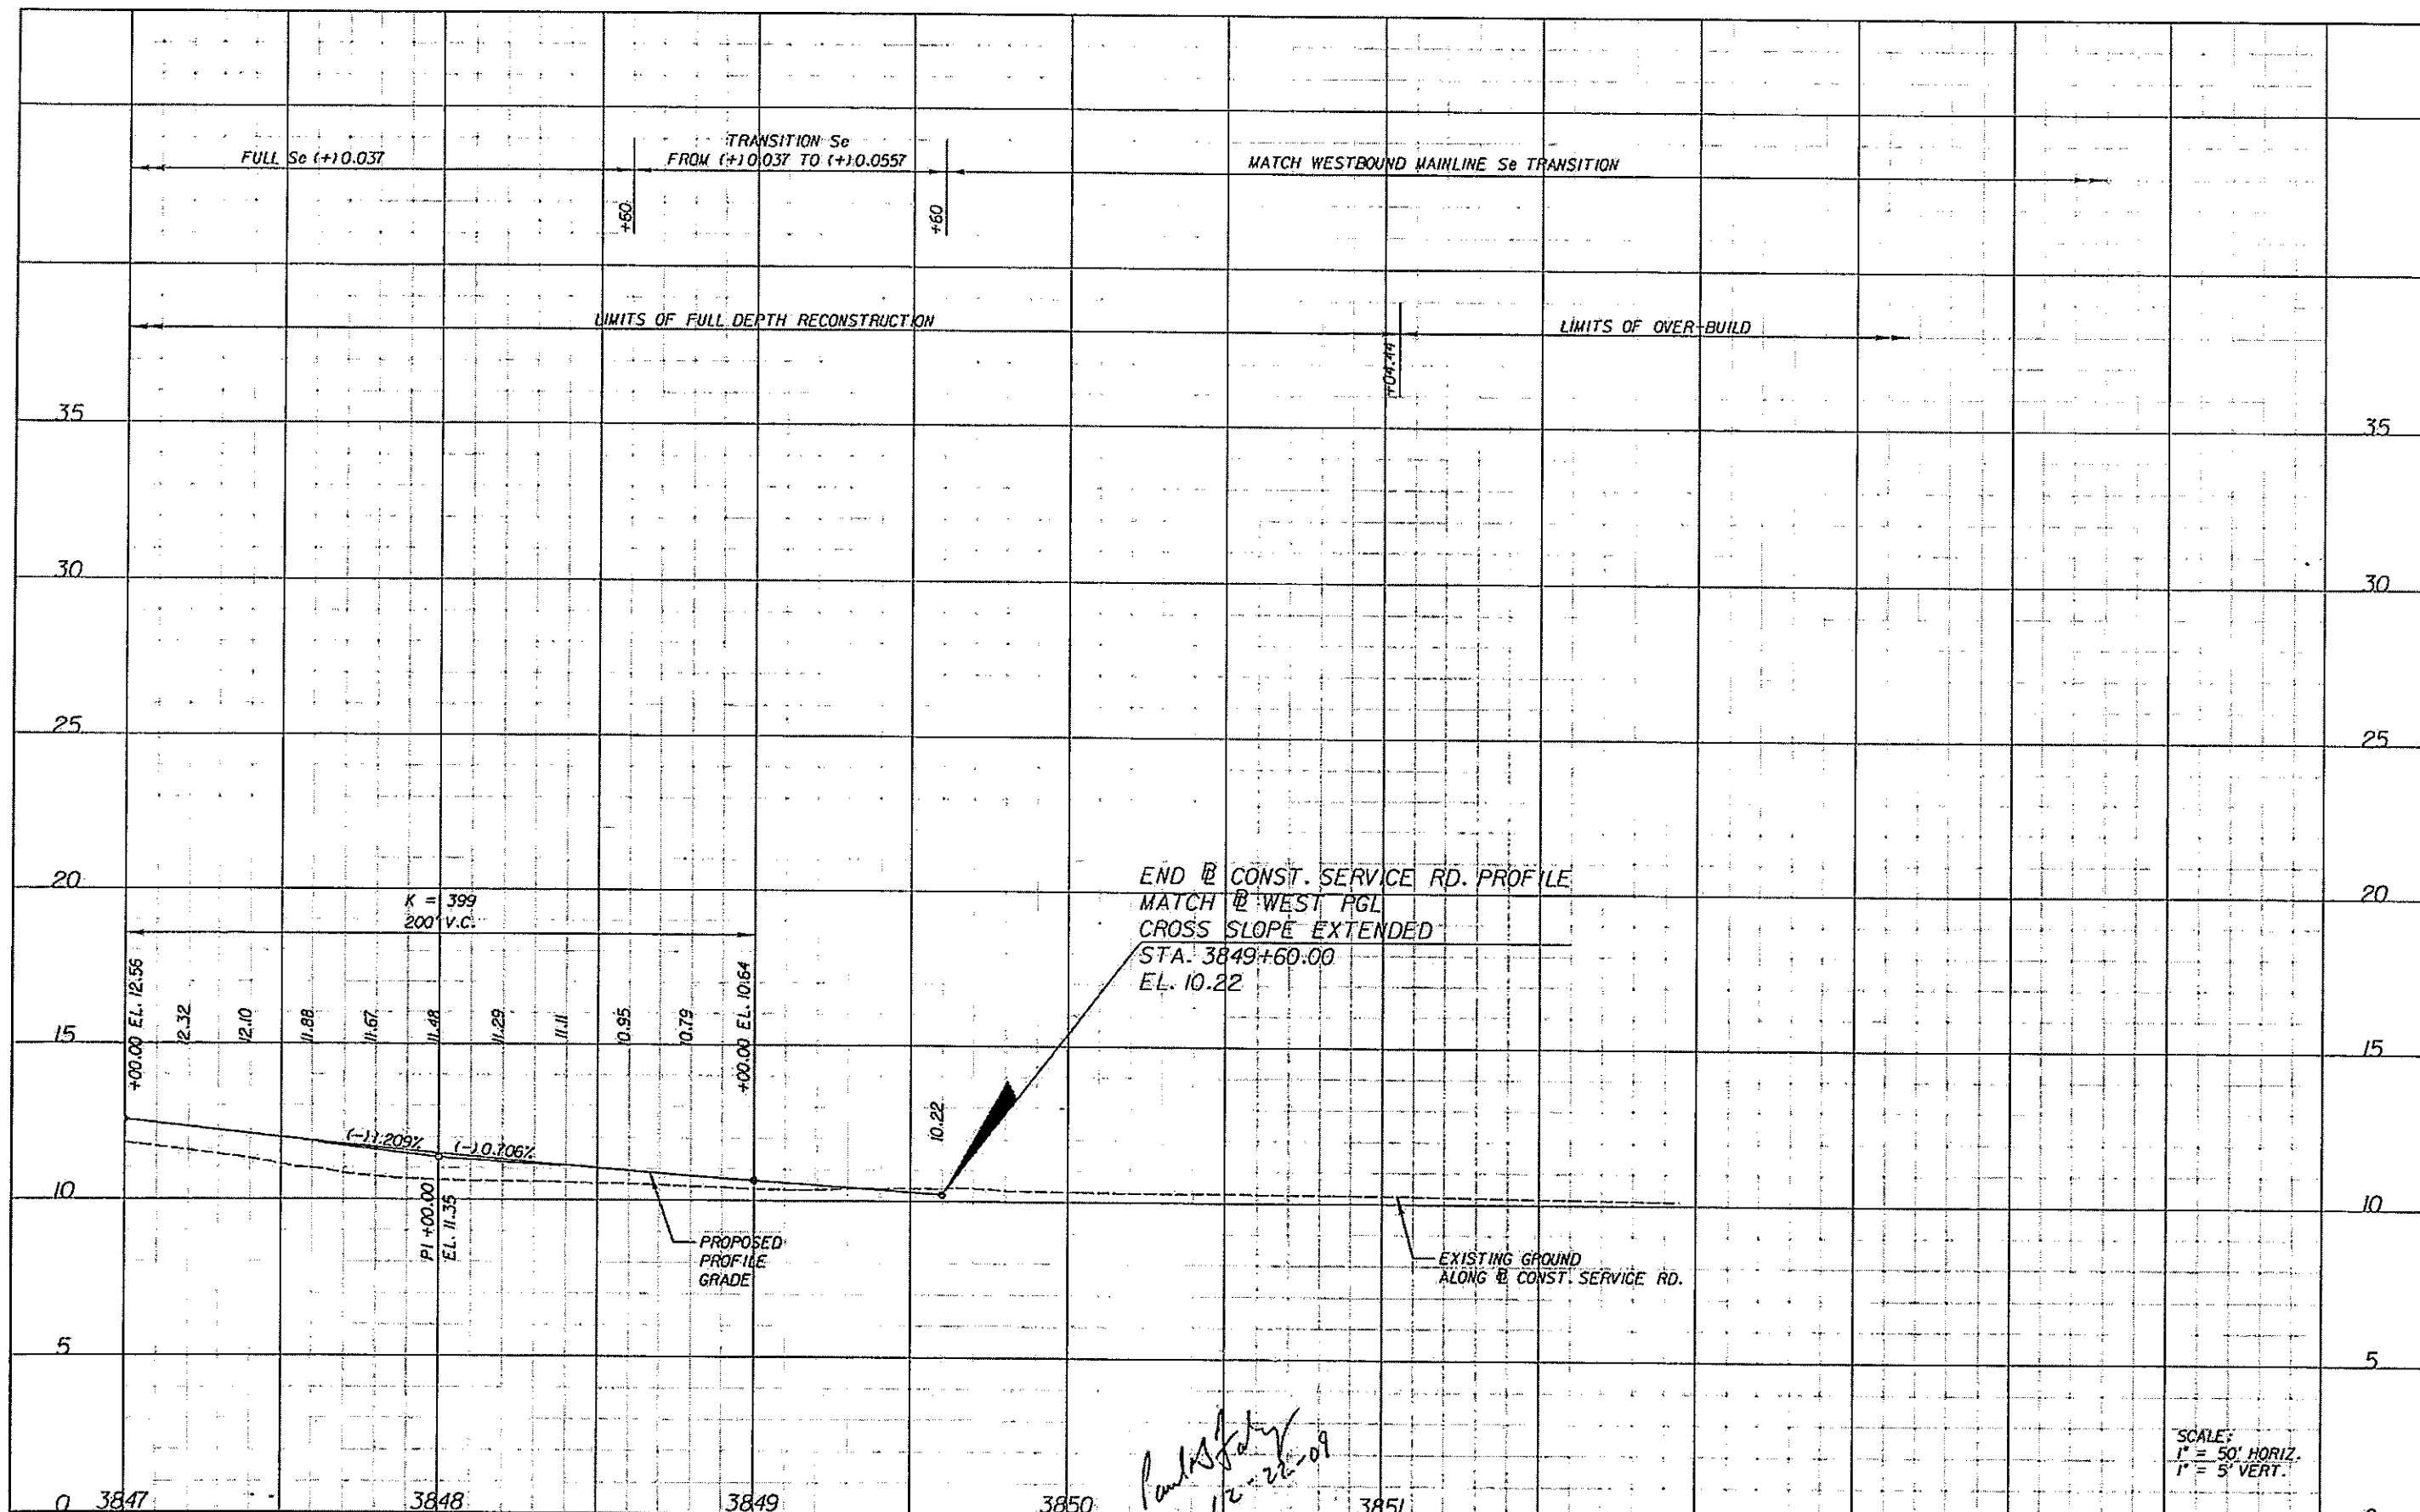 FULL Se (+) 0.037
TRANSITION Se
FROM (+) 0.037 TO (+) 0.0557
MATCH WESTBOUND MAINLINE Se TRANSITION
+60
+60
LIMITS OF FULL DEPTH RECONSTRUCTION
LIMITS OF OVER-BUILD
+04.44
35
35
30
30
25
25
20
20
K = 399
200' V.C.
END ⅊ CONST. SERVICE RD. PROFILE
MATCH ⅊ WEST PGL
CROSS SLOPE EXTENDED
STA. 3849+60.00
EL. 10.22
+00.00 EL. 12.56
12.32
12.10
11.88
11.67
11.48
11.29
11.11
10.95
10.79
+00.00 EL. 10.64
10.22
15
15
(-) 1.209%
(-) 0.706%
10
10
PI +00.00
EL. 11.35
PROPOSED
PROFILE
GRADE
EXISTING GROUND
ALONG ⅊ CONST. SERVICE RD.
5
5
12-22-09
SCALE:
1" = 50' HORIZ.
1" = 5' VERT.
0
3847
3848
3849
3850
3851